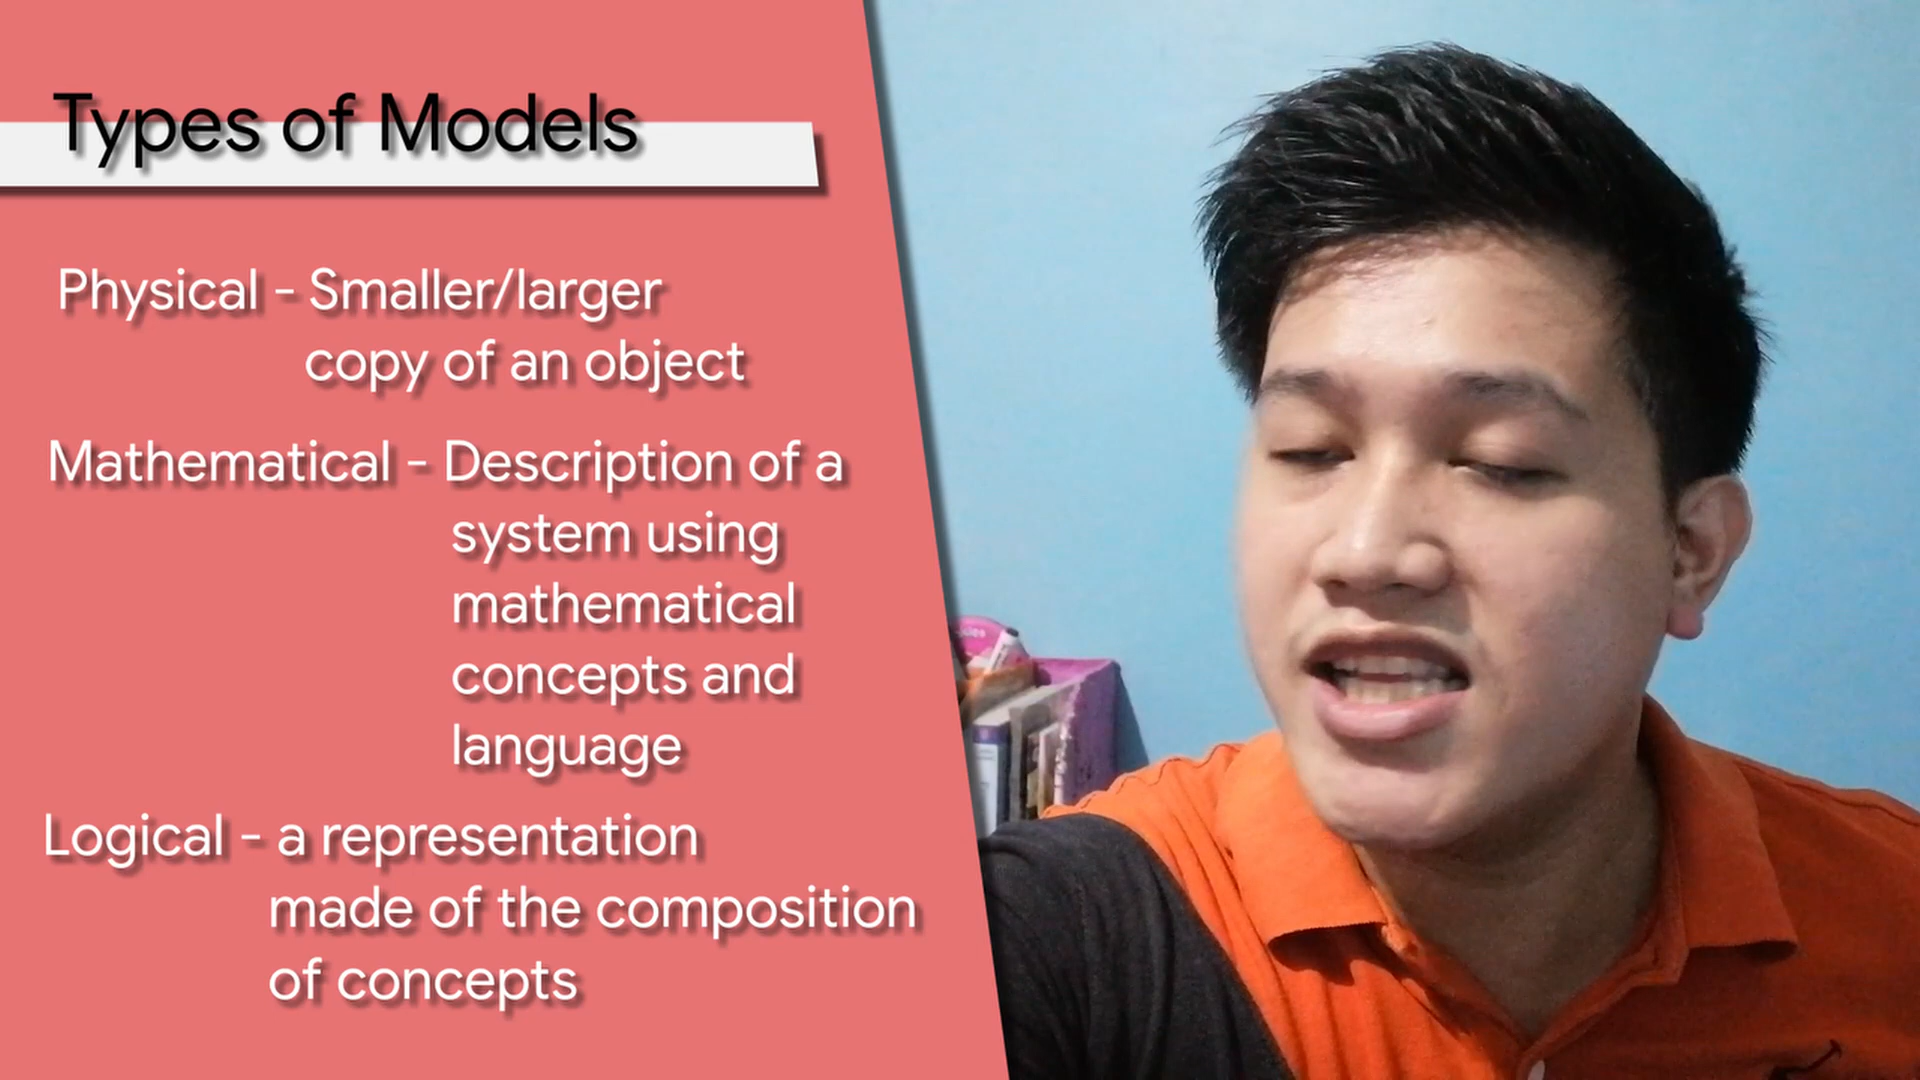 Types of Models
Physical - Smaller/larger
copy of an object
Mathematical - Description of a
system using
mathematical
concepts and
language
Logical - a representation
made of the composition
of concepts